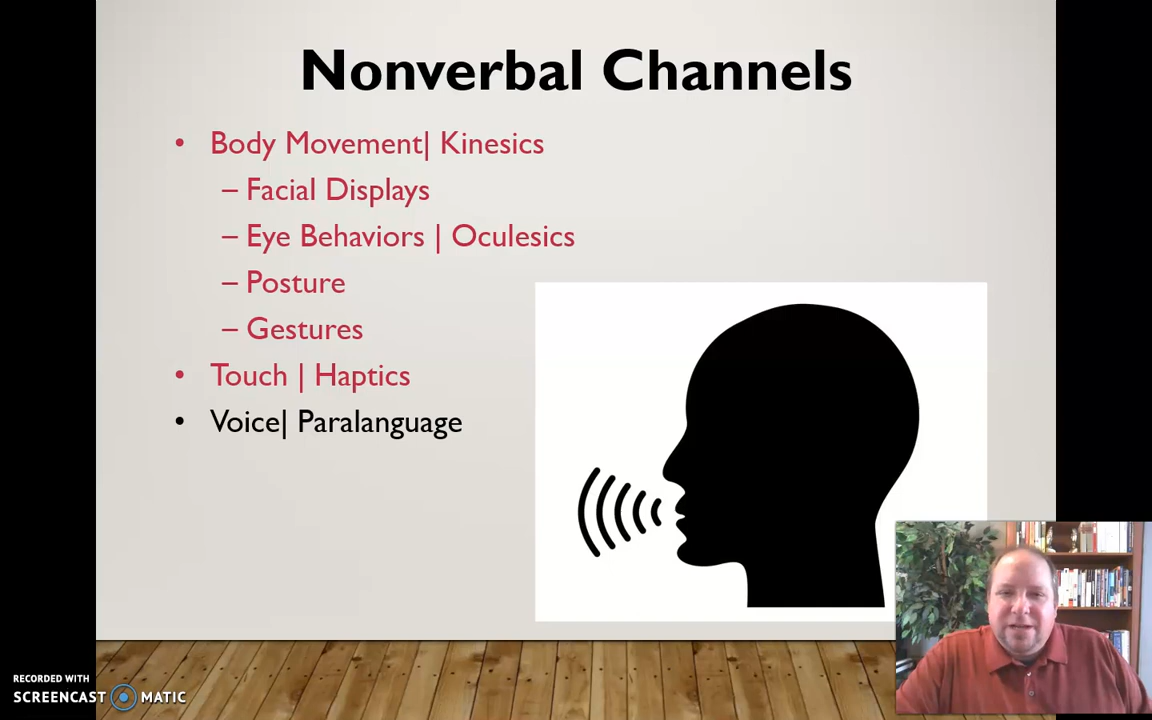 Nonverbal Channels
• Body Movement| Kinesics
– Facial Displays
– Eye Behaviors | Oculesics
– Posture
– Gestures
• Touch | Haptics
• Voice| Paralanguage
RECORDED WITH
SCREENCAST MATIC